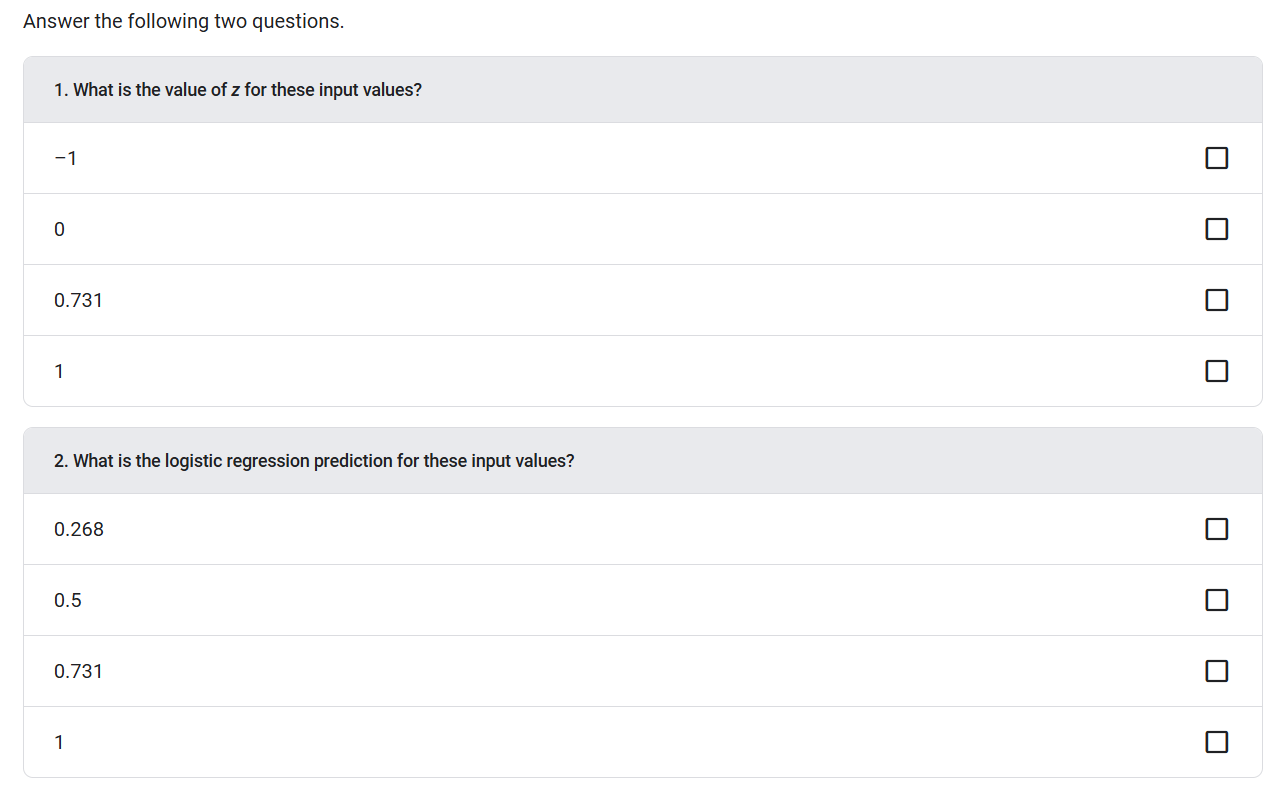 Answer the following two questions.
1. What is the value of z for these input values?
−1
0
0.731
1
2. What is the logistic regression prediction for these input values?
0.268
0.5
0.731
1